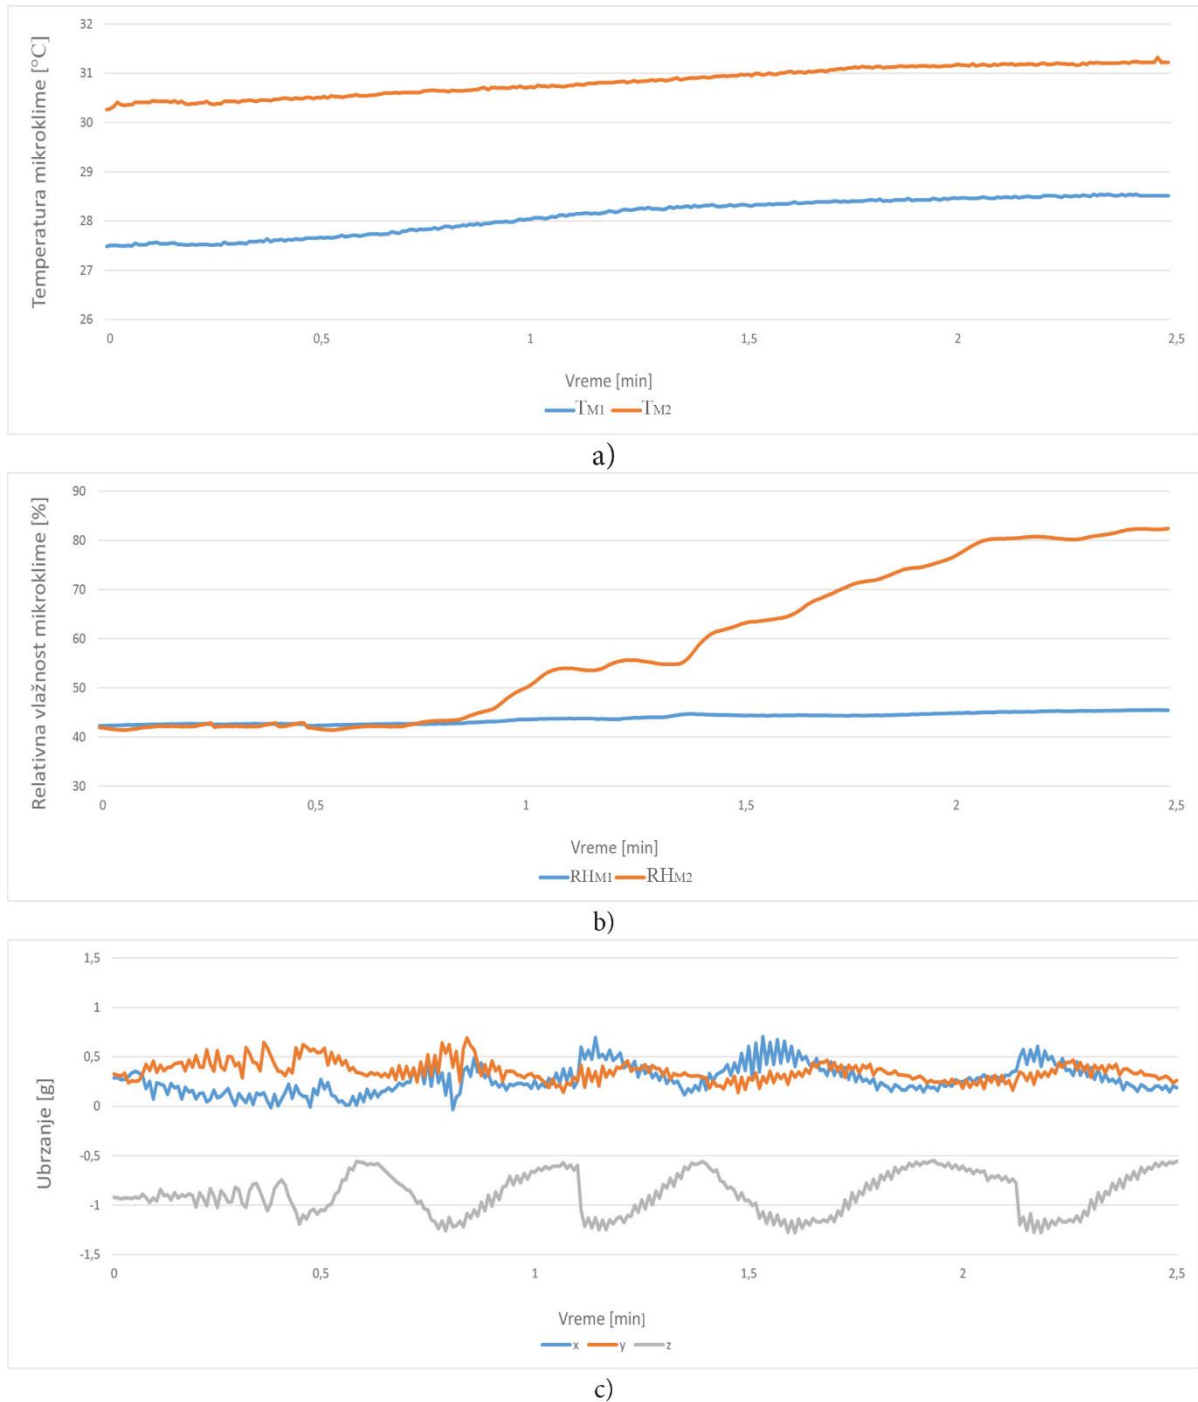 Temperatura mikroklime [°C]
32
31
30
29
28
27
26
0 0,5 1 1,5 2 2,5
Vreme [min]
TM1 TM2
a)
Relativna vlažnost mikroklime [%]
90
80
70
60
50
40
30
0 0,5 1 1,5 2 2,5
Vreme [min]
RHM1 RHM2
b)
Ubrzanje [g]
1,5
1
0,5
0
-0,5
-1
-1,5
0 0,5 1 1,5 2 2,5
Vreme [min]
x y z
c)